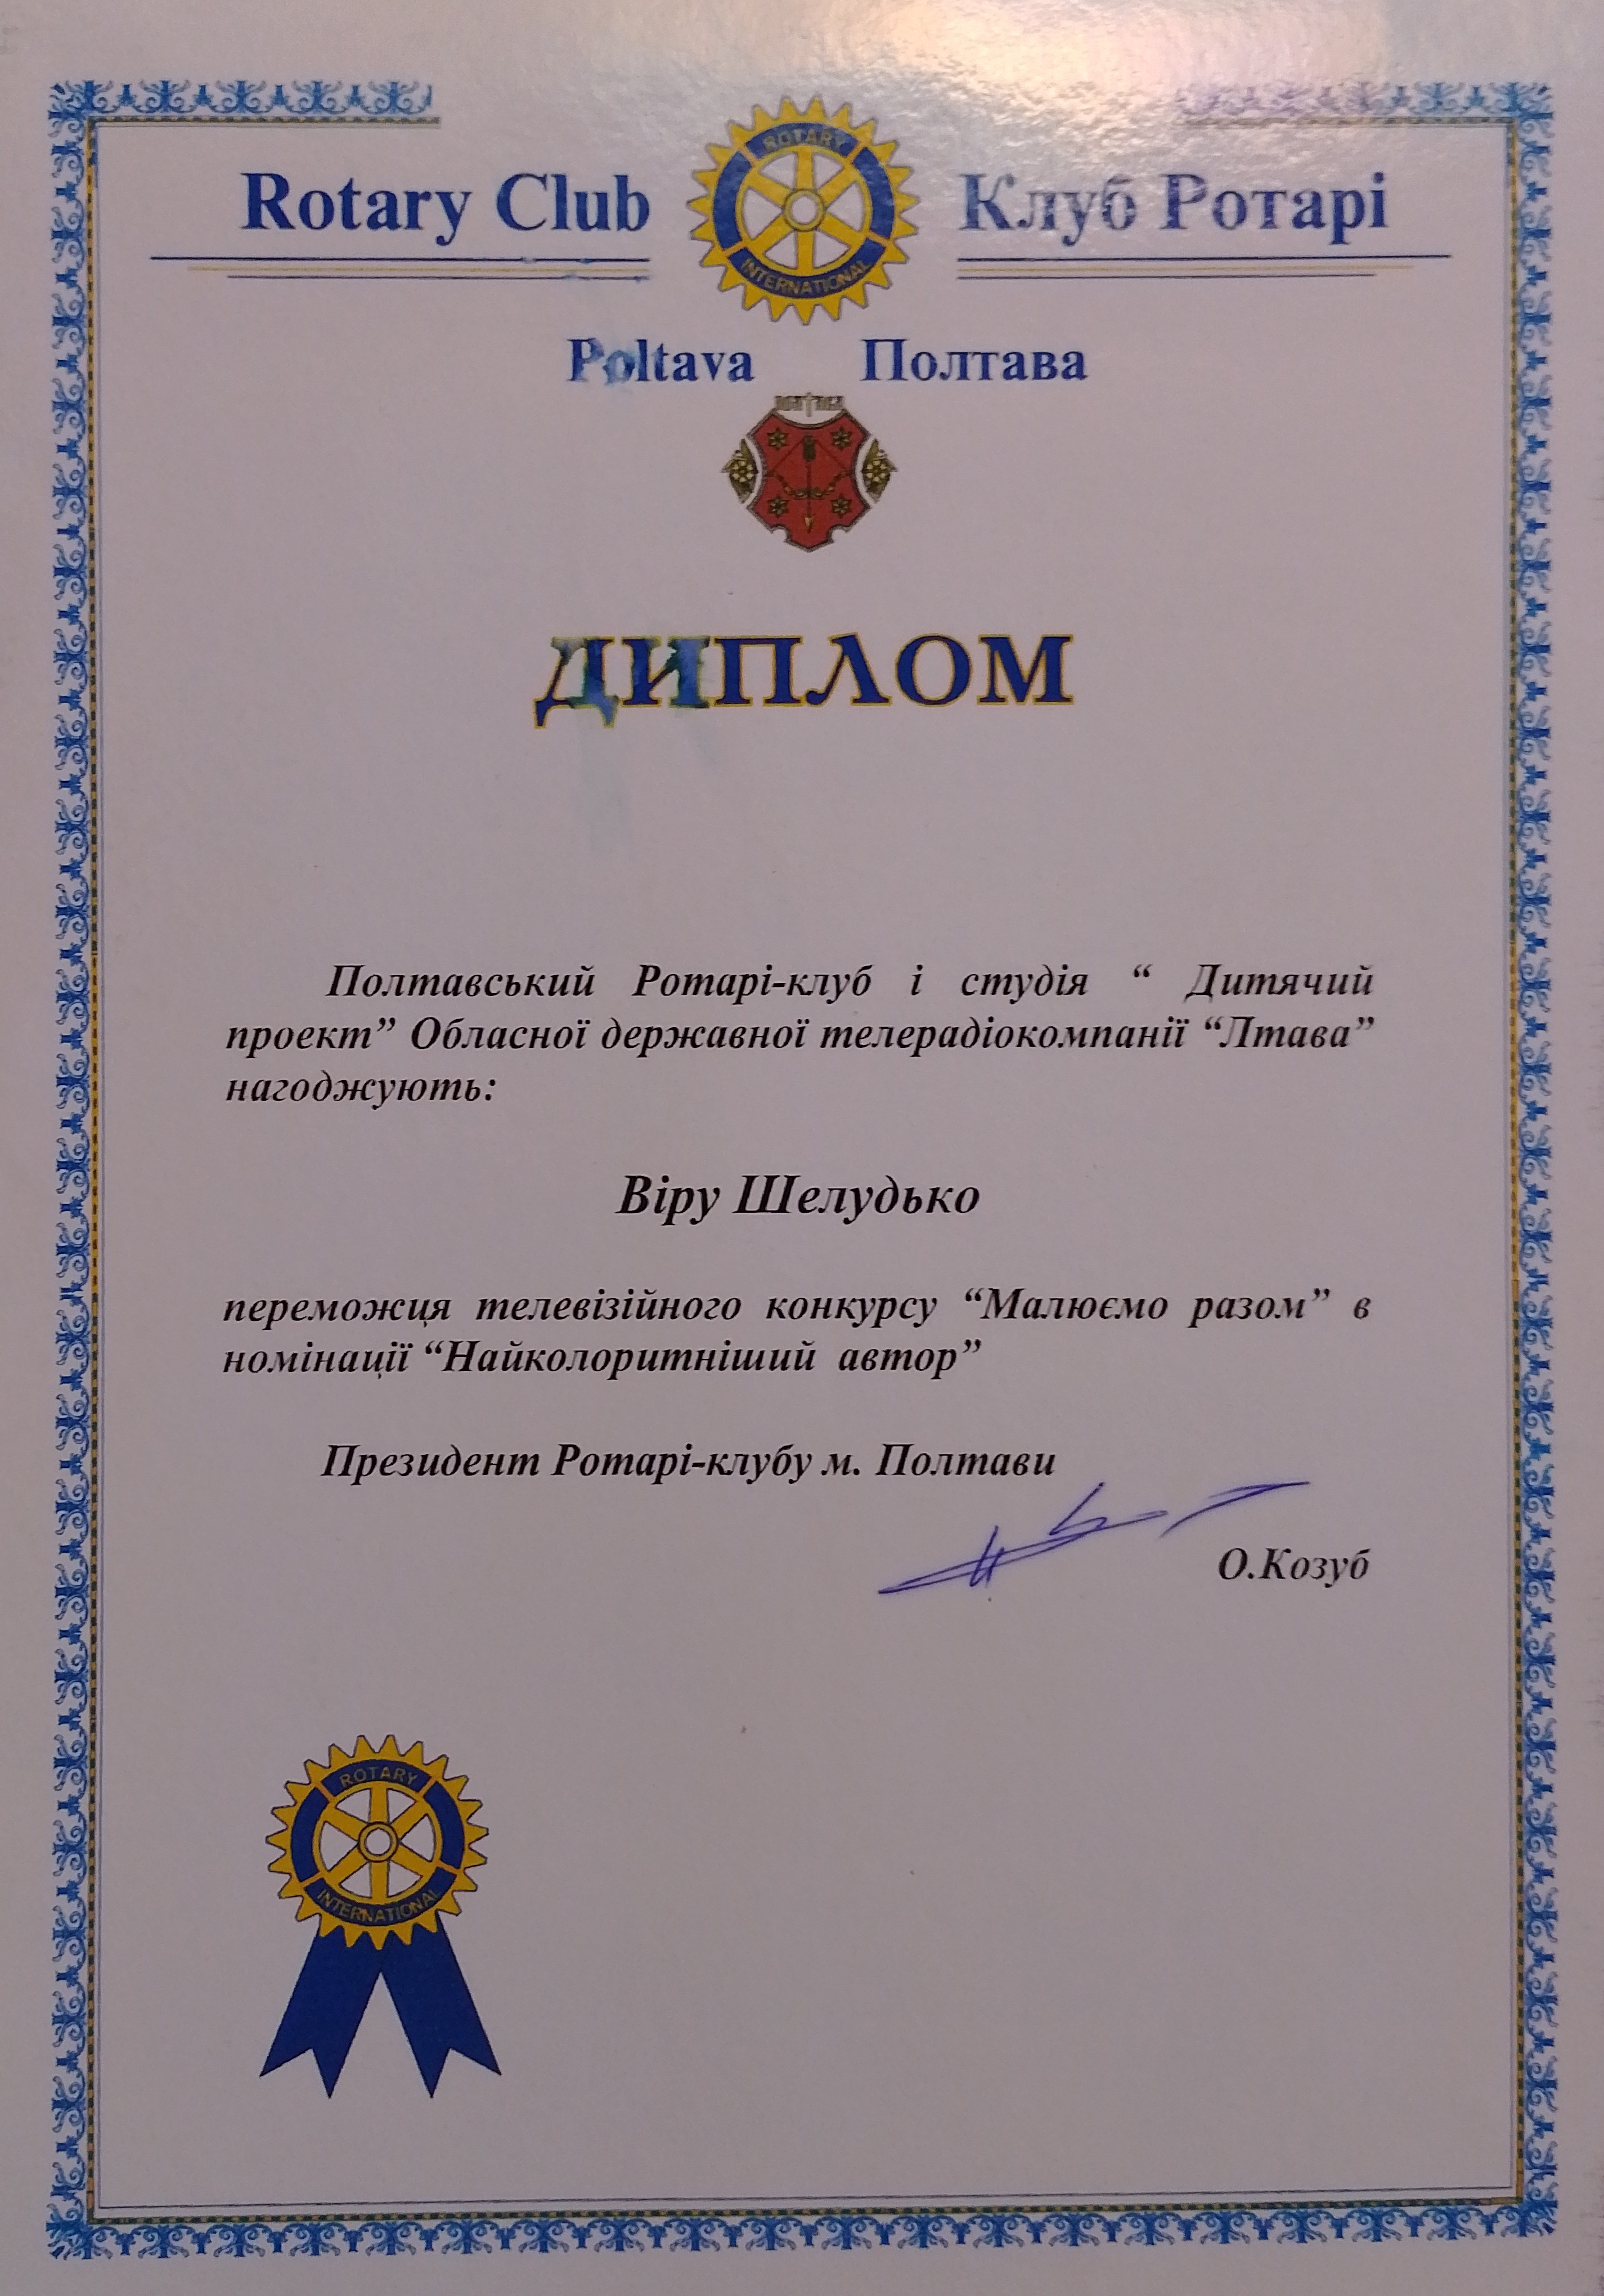 Rotary Club Клуб Ротарі
ROTARY
INTERNATIONAL
Poltava Полтава
ДИПЛОМ
Полтавський Ротарі-клуб і студія “ Дитячий
проект” Обласної державної телерадіокомпанії “Лтава”
нагоджують:
Віру Шелудько
переможця телевізійного конкурсу “Малюємо разом” в
номінації “Найколоритніший автор”
Президент Ротарі-клубу м. Полтави
О.Козуб
ROTARY
INTERNATIONAL